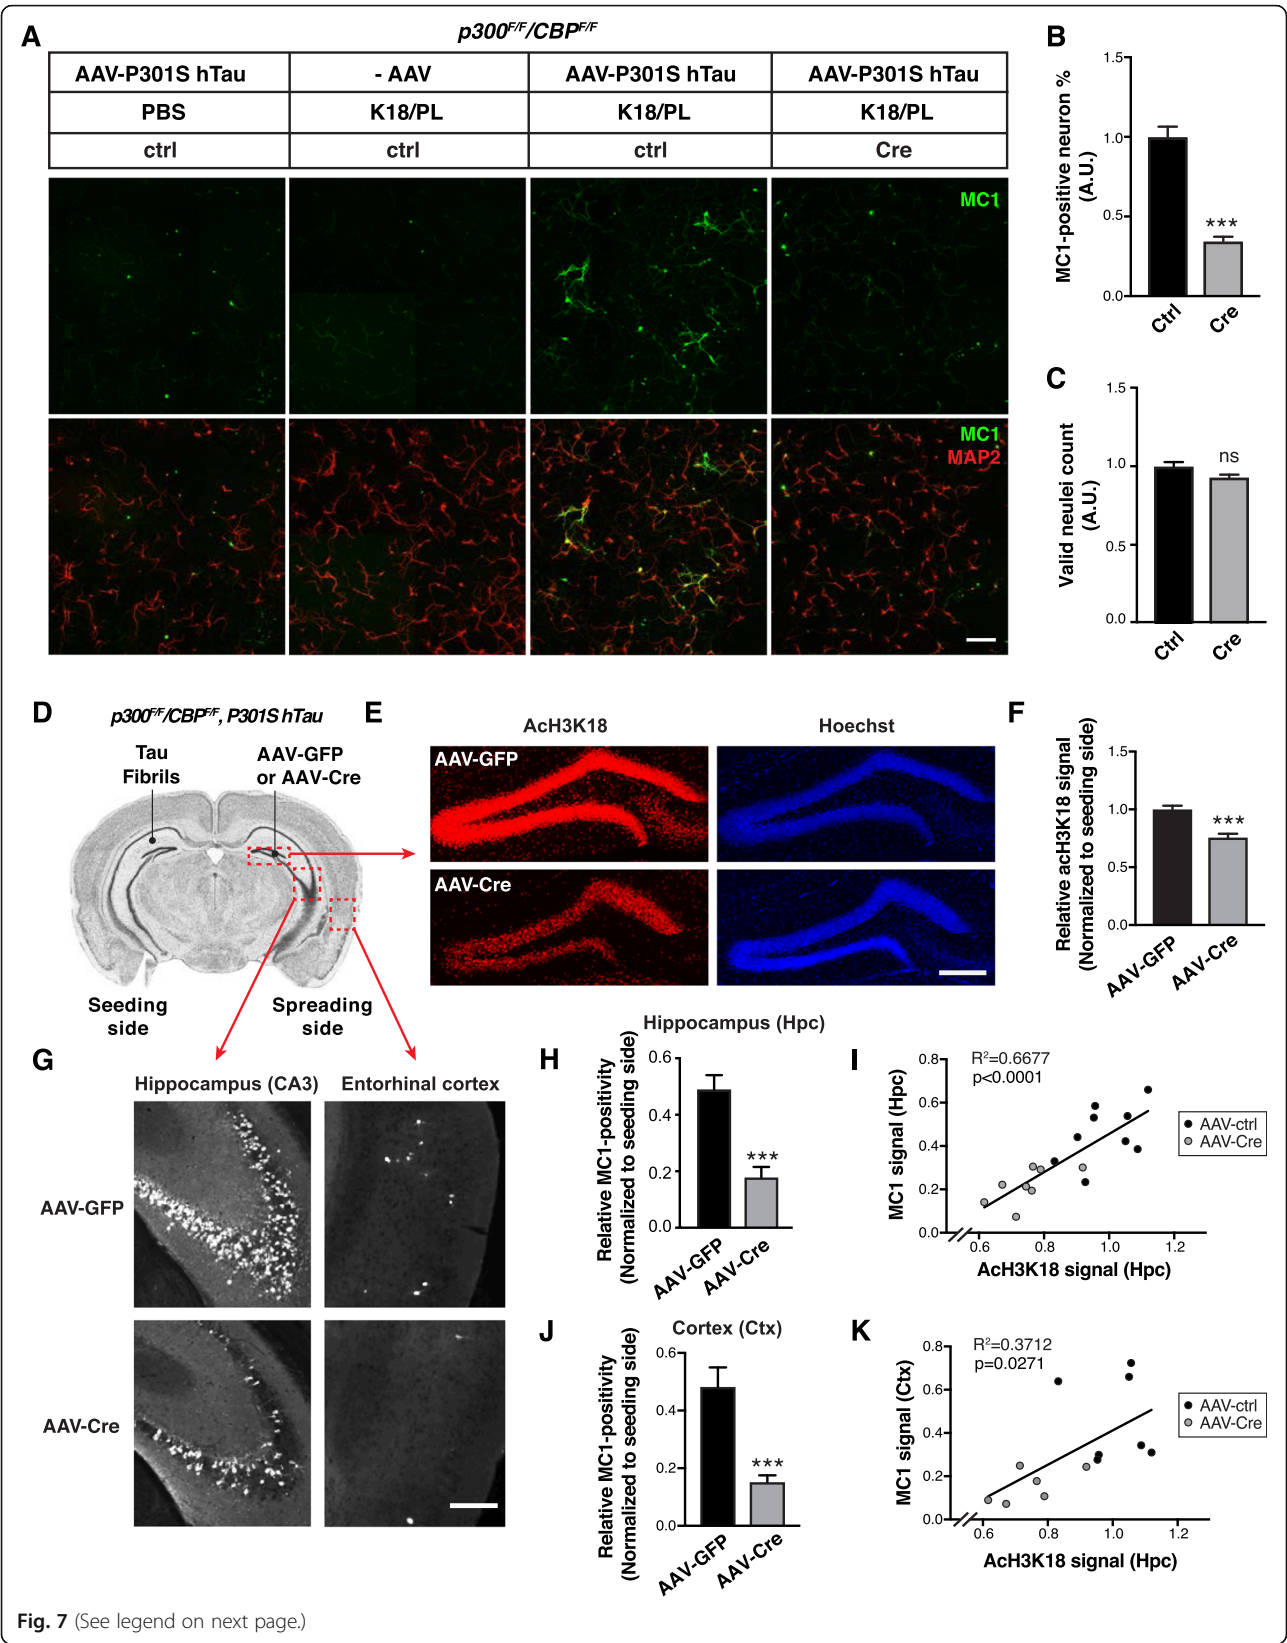 A
p300F/F/CBPF/F
AAV-P301S hTau
- AAV
AAV-P301S hTau
AAV-P301S hTau
PBS
K18/PL
K18/PL
K18/PL
ctrl
ctrl
ctrl
Cre
MC1
MC1
MAP2
B
MC1-positive neuron %
(A.U.)
1.5
1.0
0.5
0.0
***
Ctrl
Cre
C
Valid neulei count
(A.U.)
1.5
1.0
0.5
0.0
ns
Ctrl
Cre
D
p300F/F/CBPF/F, P301S hTau
Tau
Fibrils
AAV-GFP
or AAV-Cre
Seeding
side
Spreading
side
E
AcH3K18
Hoechst
AAV-GFP
AAV-Cre
F
Relative acH3K18 signal
(Normalized to seeding side)
1.5
1.0
0.5
0.0
***
AAV-GFP
AAV-Cre
G
Hippocampus (CA3)
Entorhinal cortex
AAV-GFP
AAV-Cre
H
Hippocampus (Hpc)
Relative MC1-positivity
(Normalized to seeding side)
0.6
0.4
0.2
0.0
***
AAV-GFP
AAV-Cre
I
R2=0.6677
p<0.0001
MC1 signal (Hpc)
0.8
0.6
0.4
0.2
0.0
0.6
0.8
1.0
1.2
AcH3K18 signal (Hpc)
AAV-ctrl
AAV-Cre
J
Cortex (Ctx)
Relative MC1-positivity
(Normalized to seeding side)
0.6
0.4
0.2
0.0
***
AAV-GFP
AAV-Cre
K
R2=0.3712
p=0.0271
MC1 signal (Ctx)
0.8
0.6
0.4
0.2
0.0
0.6
0.8
1.0
1.2
AcH3K18 signal (Hpc)
AAV-ctrl
AAV-Cre
Fig. 7 (See legend on next page.)